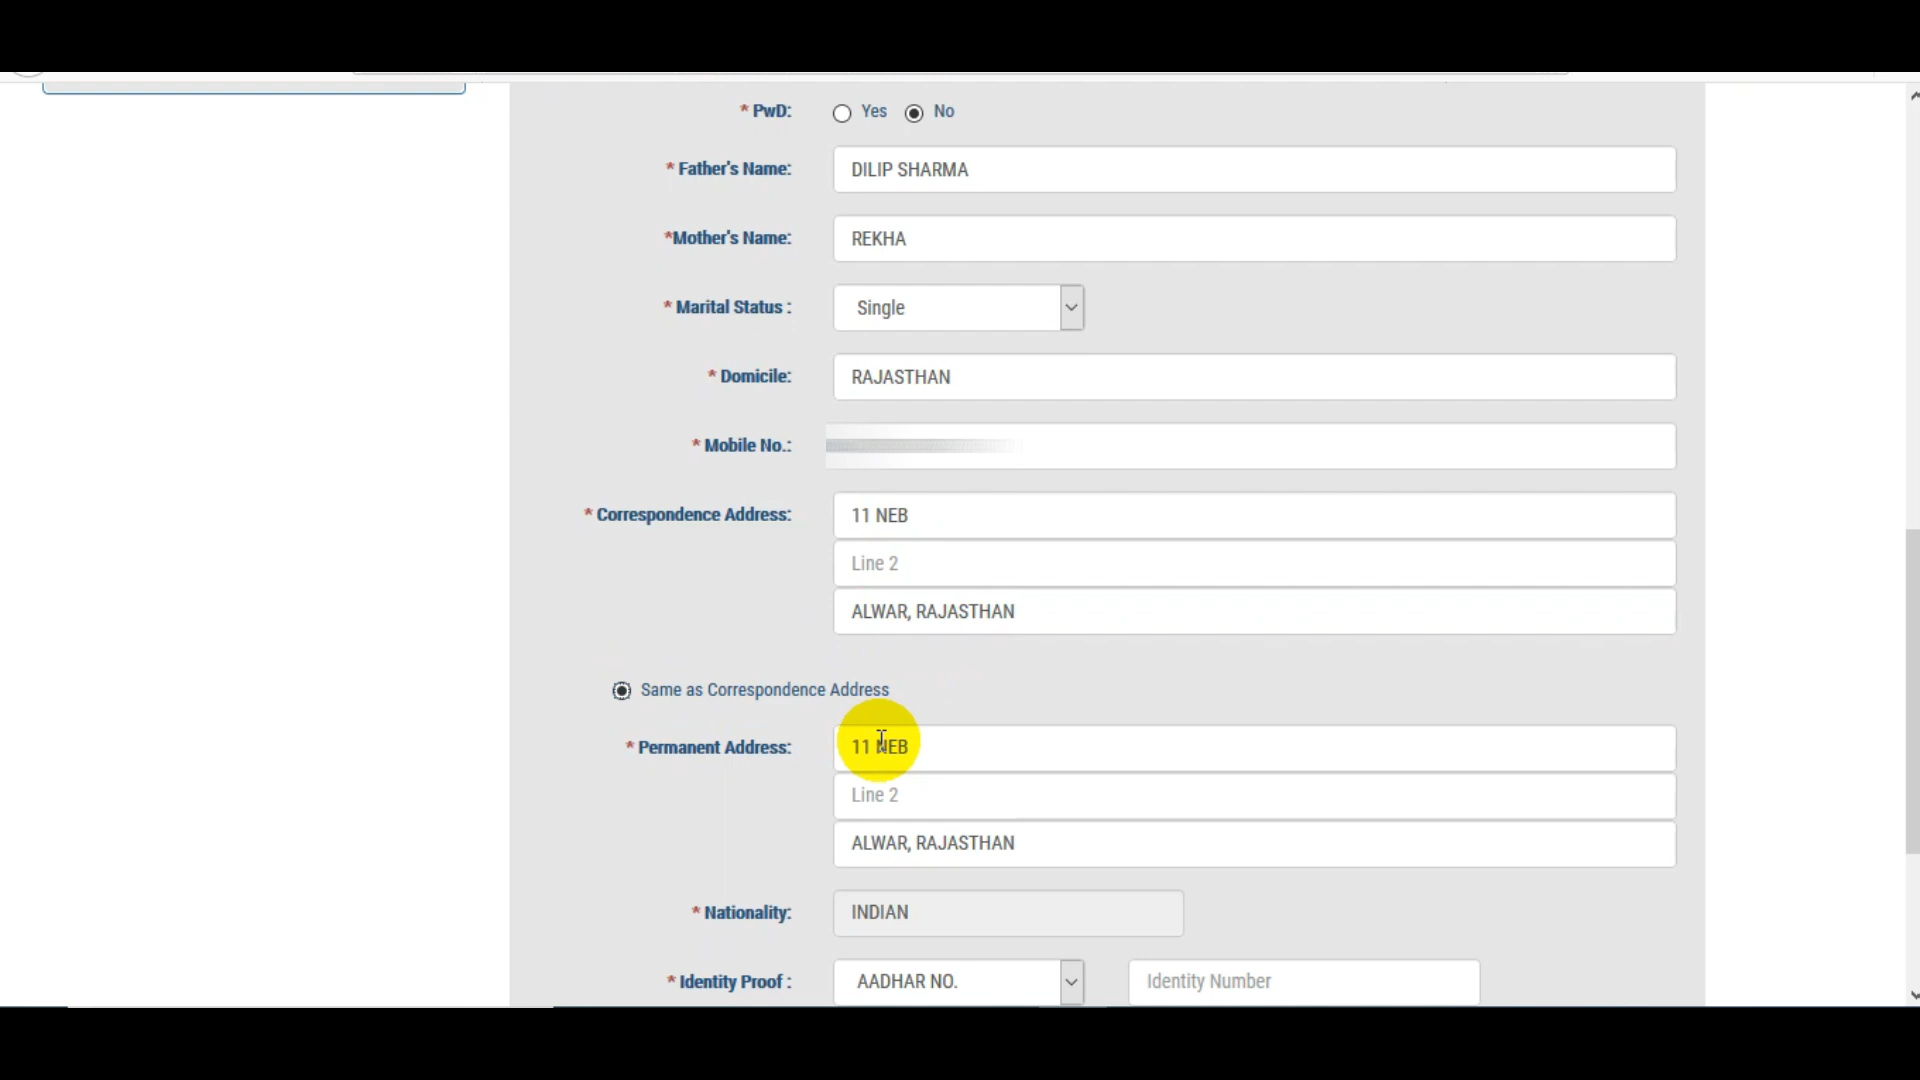 * PwD: Yes No
* Father's Name: DILIP SHARMA
*Mother's Name: REKHA
* Marital Status : Single
* Domicile: RAJASTHAN
* Mobile No.:
* Correspondence Address: 11 NEB
Line 2
ALWAR, RAJASTHAN
Same as Correspondence Address
* Permanent Address: 11 NEB
Line 2
ALWAR, RAJASTHAN
* Nationality: INDIAN
* Identity Proof : AADHAR NO. Identity Number